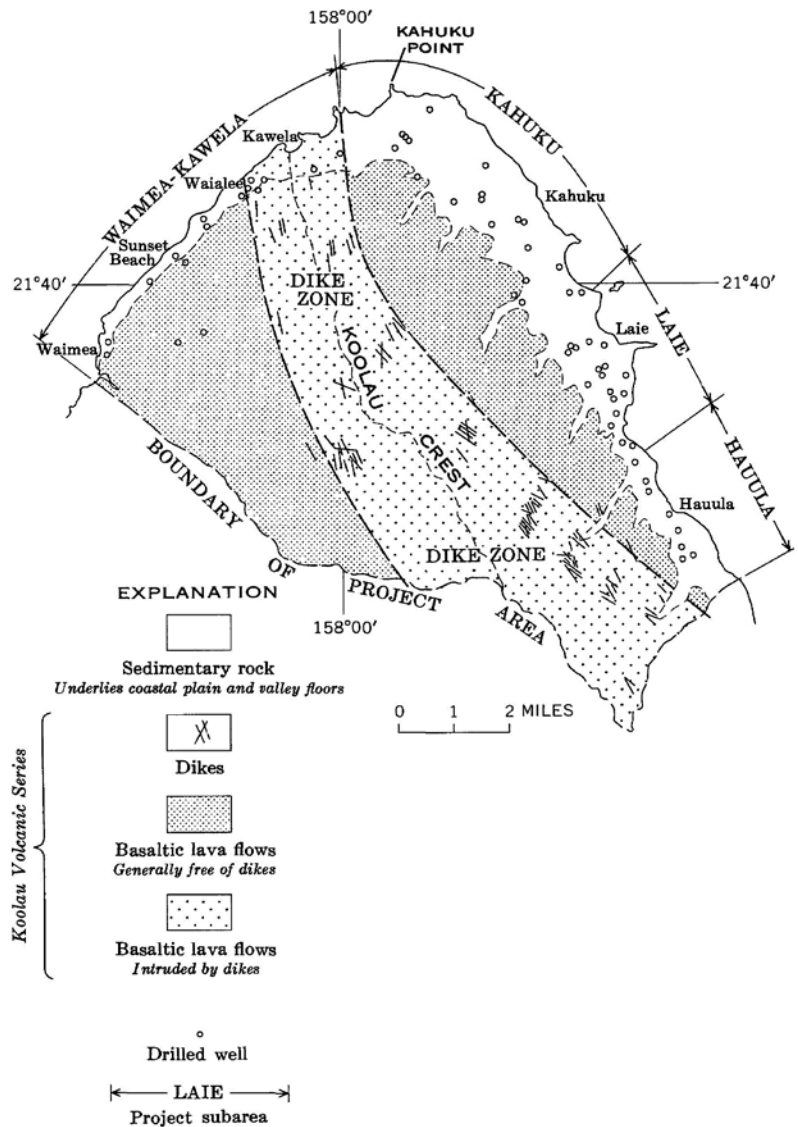 158°00′
KAHUKU
POINT
KAHUKU
WAIMEA-KAWELA
Kawela
Waialee
Kahuku
Sunset
Beach
21°40′
DIKE
ZONE
21°40′
LAIE
Laie
Waimea
KOOLAU
CREST
HAUULA
Hauula
BOUNDARY OF PROJECT AREA
DIKE ZONE
158°00′
EXPLANATION
Sedimentary rock
Underlies coastal plain and valley floors
0 1 2 MILES
Koolau Volcanic Series
Dikes
Basaltic lava flows
Generally free of dikes
Basaltic lava flows
Intruded by dikes
Drilled well
LAIE
Project subarea